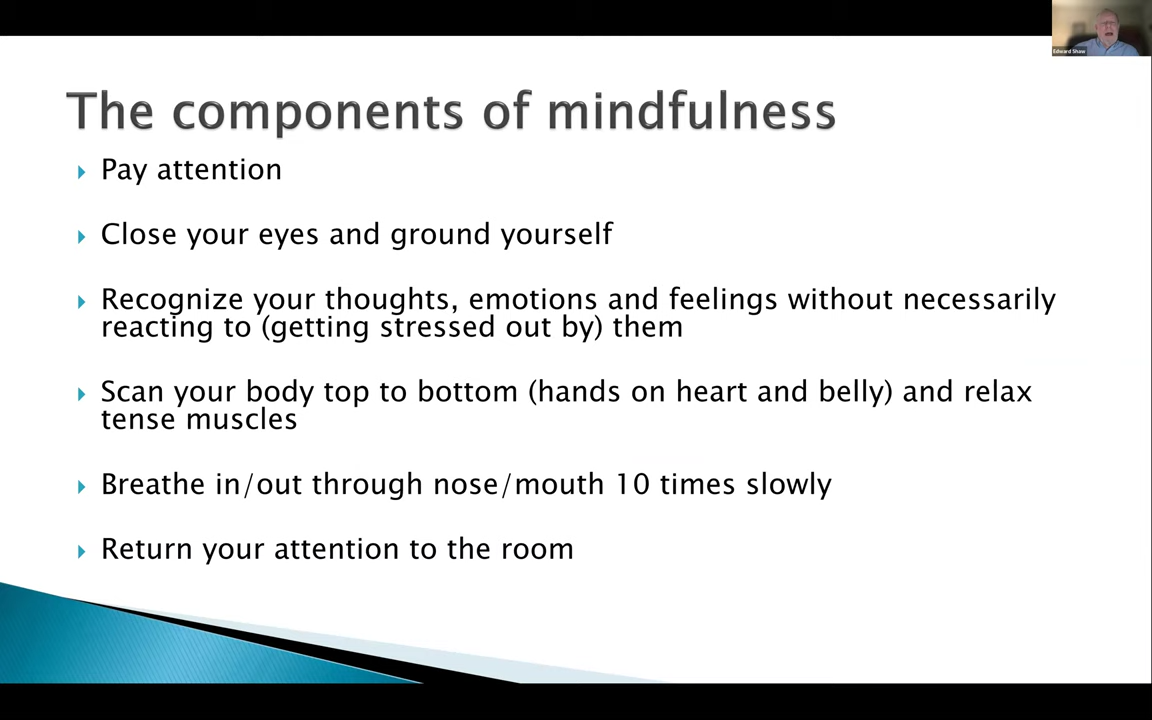 Edward Shaw
The components of mindfulness
Pay attention
Close your eyes and ground yourself
Recognize your thoughts, emotions and feelings without necessarily
reacting to (getting stressed out by) them
Scan your body top to bottom (hands on heart and belly) and relax
tense muscles
Breathe in/out through nose/mouth 10 times slowly
Return your attention to the room